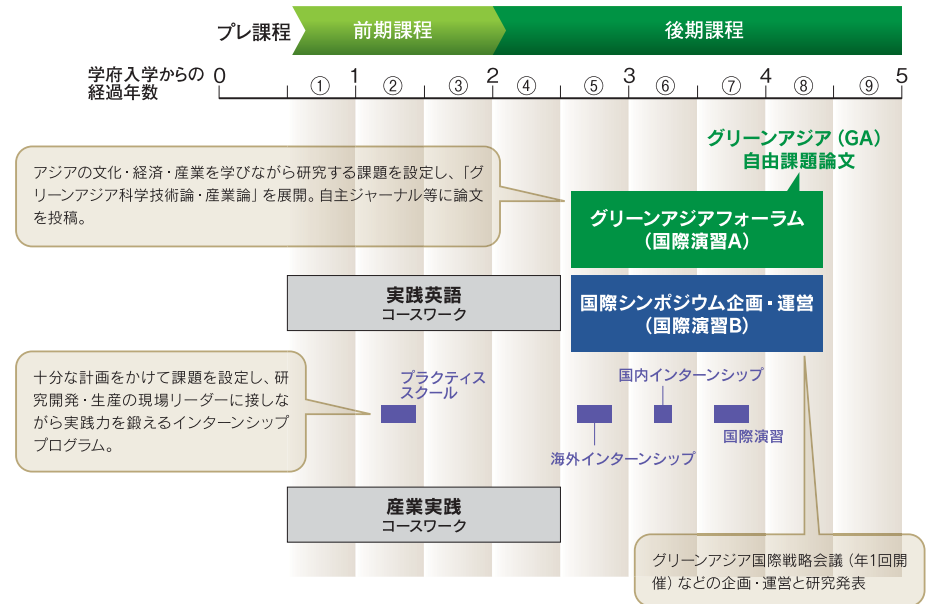 プレ課程
前期課程
後期課程
学府入学からの
経過年数
0
1
2
3
4
5
①
②
③
④
⑤
⑥
⑦
⑧
⑨
グリーンアジア（GA）
自由課題論文
アジアの文化・経済・産業を学びながら研究する課題を設定し、「グ
リーンアジア科学技術論・産業論」を展開。自主ジャーナル等に論文
を投稿。
グリーンアジアフォーラム
（国際演習A）
実践英語
コースワーク
国際シンポジウム企画・運営
（国際演習B）
十分な計画をかけて課題を設定し、研
究開発・生産の現場リーダーに接しな
がら実践力を鍛えるインターンシップ
プログラム。
プラクティス
スクール
国内インターンシップ
海外インターンシップ
国際演習
産業実践
コースワーク
グリーンアジア国際戦略会議（年1回開
催）などの企画・運営と研究発表